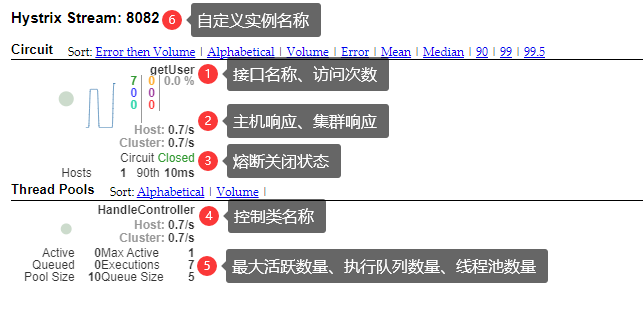 Hystrix Stream: 8082 6 自定义实例名称
Circuit Sort: Error then Volume | Alphabetical | Volume | Error | Mean | Median | 90 | 99 | 99.5
getUser 1 接口名称、访问次数
7 0 0.0 %
0 0
0 0
2 主机响应、集群响应
Host: 0.7/s
Cluster: 0.7/s
Circuit Closed 3 熔断关闭状态
Hosts 1 90th 10ms
Thread Pools Sort: Alphabetical | Volume |
HandleController 4 控制类名称
Host: 0.7/s
Cluster: 0.7/s
Active 0 Max Active 1
Queued 0 Executions 7 5 最大活跃数量、执行队列数量、线程池数量
Pool Size 10 Queue Size 5